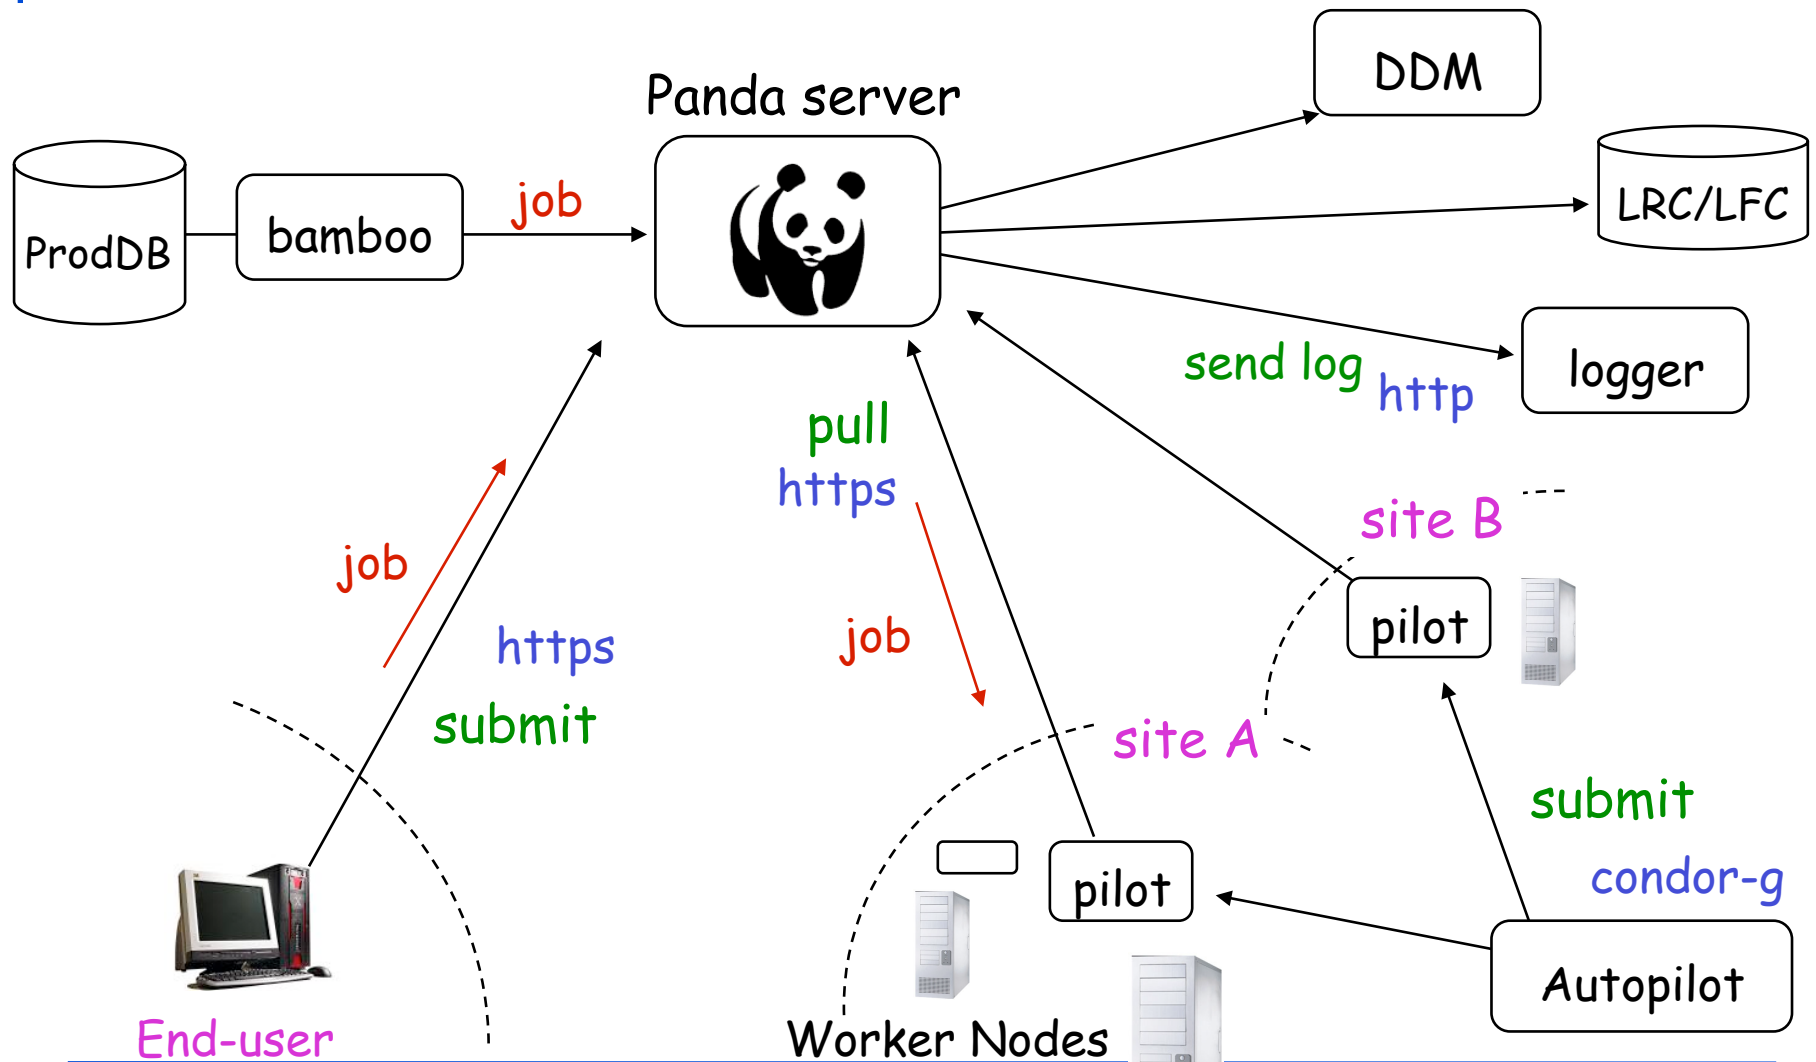 DDM
Panda server
LRC/LFC
job
bamboo
ProdDB
send log
http
logger
pull
https
site B
job
https
job
pilot
submit
site A
submit
condor-g
pilot
Autopilot
End-user
Worker Nodes